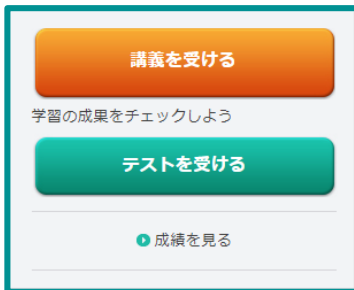 講義を受ける
学習の成果をチェックしよう
テストを受ける
成績を見る